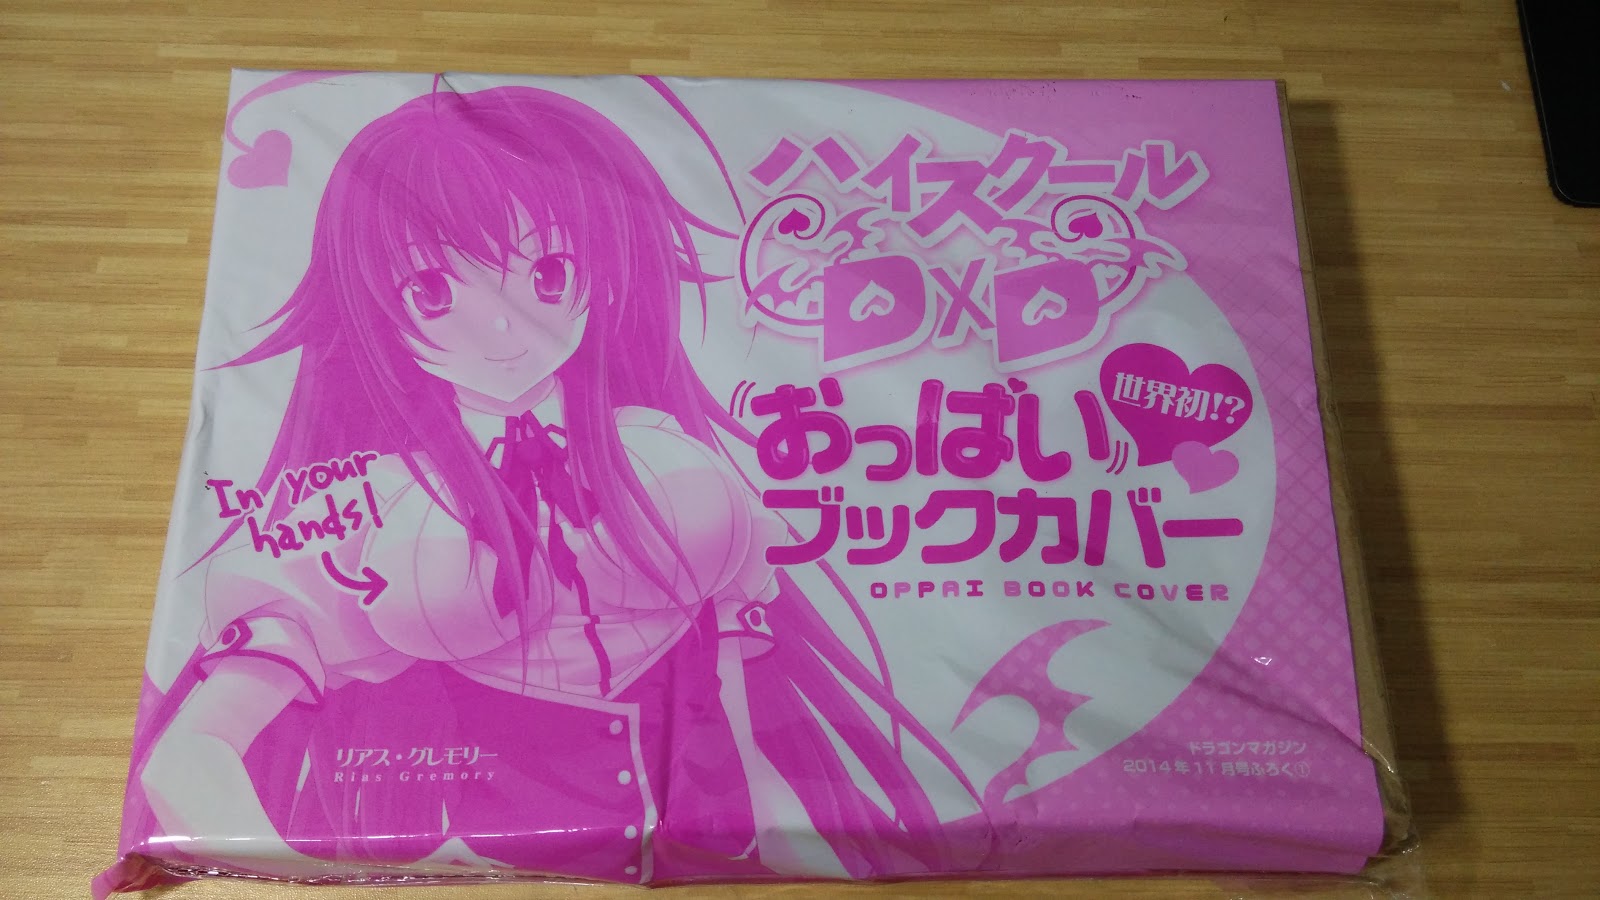 ハイスクール
D×D
おっぱい
世界初!?
ブックカバー
OPPAI BOOK COVER
In your
hands!
リアス・グレモリー
Rias Gremory
ドラゴンマガジン
2014年11月号ふろく①